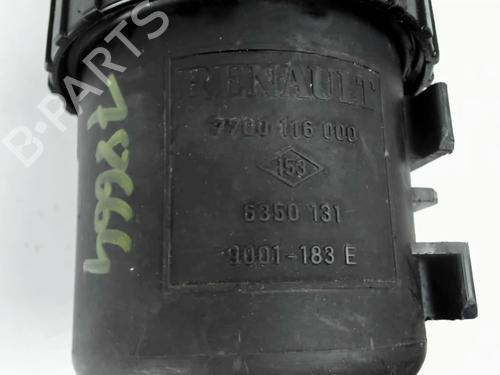 RENAULT
7700 116 000
153
6350 131
9001-183 E
B-PARTS